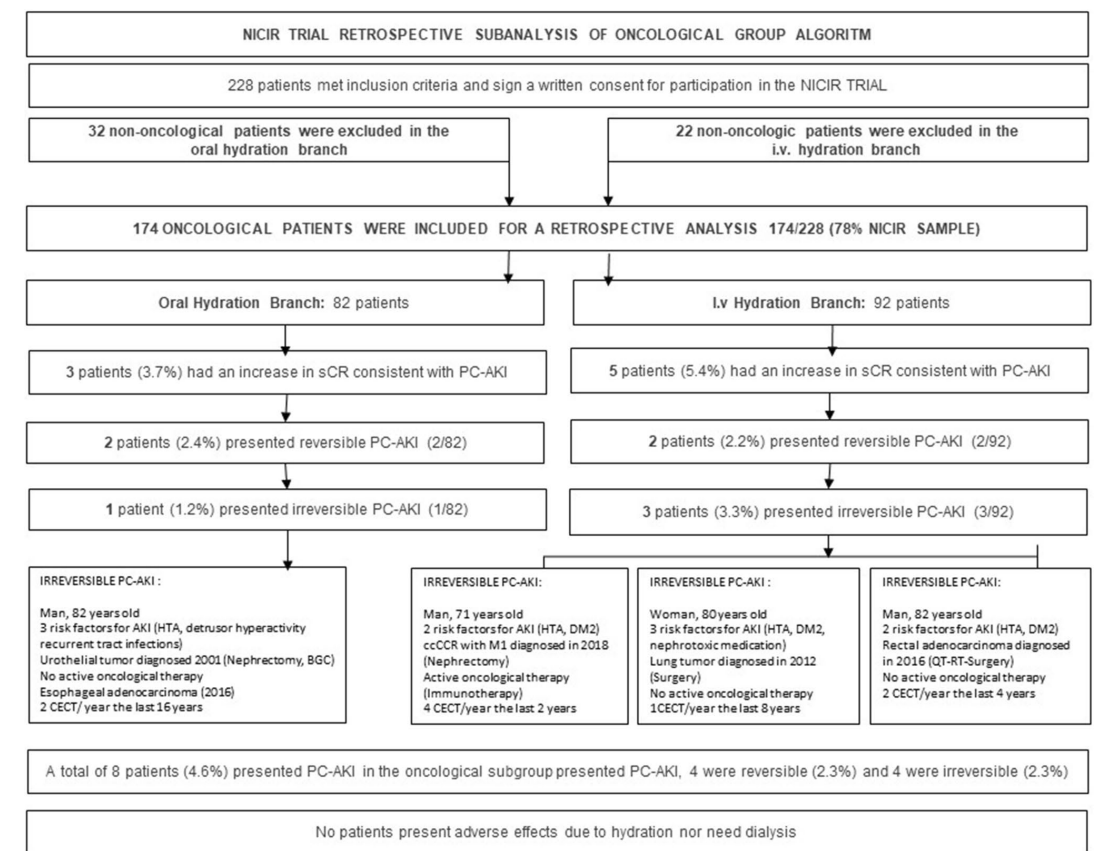 NICIR TRIAL RETROSPECTIVE SUBANALYSIS OF ONCOLOGICAL GROUP ALGORITM
228 patients met inclusion criteria and sign a written consent for participation in the NICIR TRIAL
32 non-oncological patients were excluded in the
oral hydration branch
22 non-oncologic patients were excluded in the
i.v. hydration branch
174 ONCOLOGICAL PATIENTS WERE INCLUDED FOR A RETROSPECTIVE ANALYSIS 174/228 (78% NICIR SAMPLE)
Oral Hydration Branch: 82 patients
I.v Hydration Branch: 92 patients
3 patients (3.7%) had an increase in sCR consistent with PC-AKI
5 patients (5.4%) had an increase in sCR consistent with PC-AKI
2 patients (2.4%) presented reversible PC-AKI (2/82)
2 patients (2.2%) presented reversible PC-AKI (2/92)
1 patient (1.2%) presented irreversible PC-AKI (1/82)
3 patients (3.3%) presented irreversible PC-AKI (3/92)
IRREVERSIBLE PC-AKI :
Man, 82 years old
3 risk factors for AKI (HTA, detrusor hyperactivity
recurrent tract infections)
Urothelial tumor diagnosed 2001 (Nephrectomy, BGC)
No active oncological therapy
Esophageal adenocarcinoma (2016)
2 CECT/ year the last 16 years
IRREVERSIBLE PC-AKI:
Man, 71 years old
2 risk factors for AKI (HTA, DM2)
ccCCR with M1 diagnosed in 2018
(Nephrectomy)
Active oncological therapy
(Immunotherapy)
4 CECT/year the last 2 years
IRREVERSIBLE PC-AKI :
Woman, 80 years old
3 risk factors for AKI (HTA, DM2,
nephrotoxic medication)
Lung tumor diagnosed in 2012
(Surgery)
No active oncological therapy
1CECT/year the last 8 years
IRREVERSIBLE PC-AKI:
Man, 82 years old
2 risk factors for AKI (HTA, DM2)
Rectal adenocarcinoma diagnosed
in 2016 (QT-RT-Surgery)
No active oncological therapy
2 CECT/year the last 4 years
A total of 8 patients (4.6%) presented PC-AKI in the oncological subgroup presented PC-AKI, 4 were reversible (2.3%) and 4 were irreversible (2.3%)
No patients present adverse effects due to hydration nor need dialysis